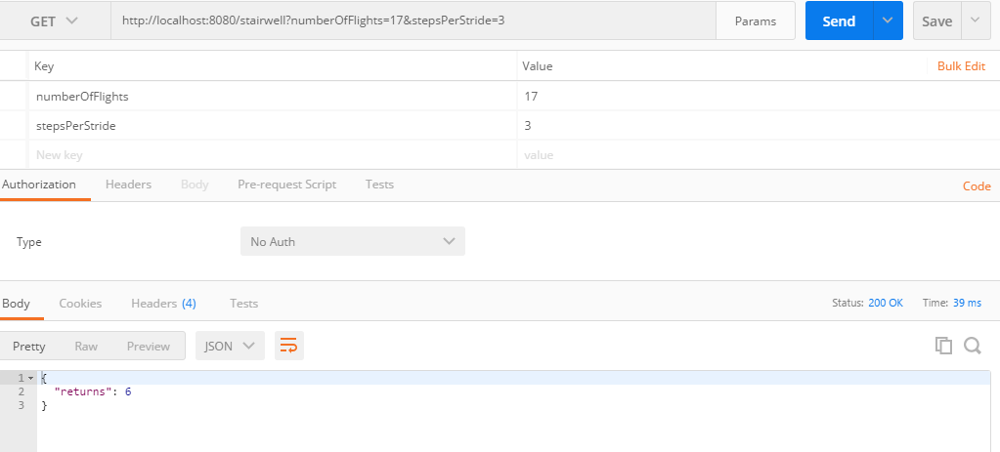 GET http://localhost:8080/stairwell?numberOfFlights=17&stepsPerStride=3 Params Send Save
Key Value Bulk Edit
numberOfFlights 17
stepsPerStride 3
New key value
Authorization Headers Body Pre-request Script Tests Code
Type No Auth
Body Cookies Headers (4) Tests Status: 200 OK Time: 39 ms
Pretty Raw Preview JSON
1 {
2 "returns": 6
3 }